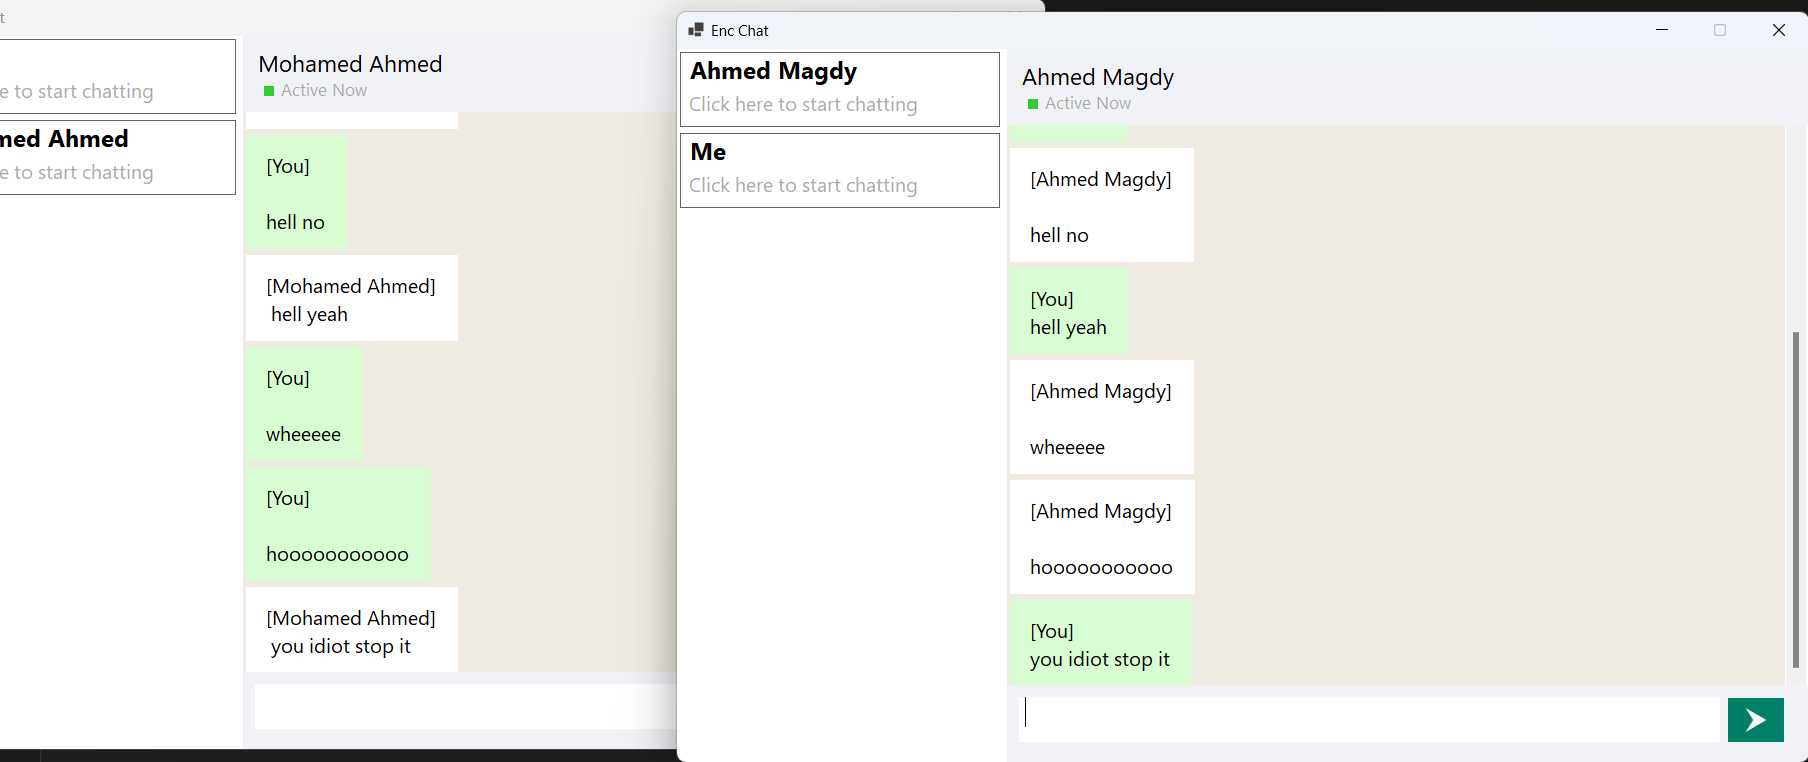 t
e to start chatting
med Ahmed
e to start chatting
Mohamed Ahmed
Active Now
[You]
hell no
[Mohamed Ahmed]
hell yeah
[You]
wheeeee
[You]
hooooooooooo
[Mohamed Ahmed]
you idiot stop it
Enc Chat
Ahmed Magdy
Click here to start chatting
Me
Click here to start chatting
Ahmed Magdy
Active Now
[Ahmed Magdy]
hell no
[You]
hell yeah
[Ahmed Magdy]
wheeeee
[Ahmed Magdy]
hooooooooooo
[You]
you idiot stop it